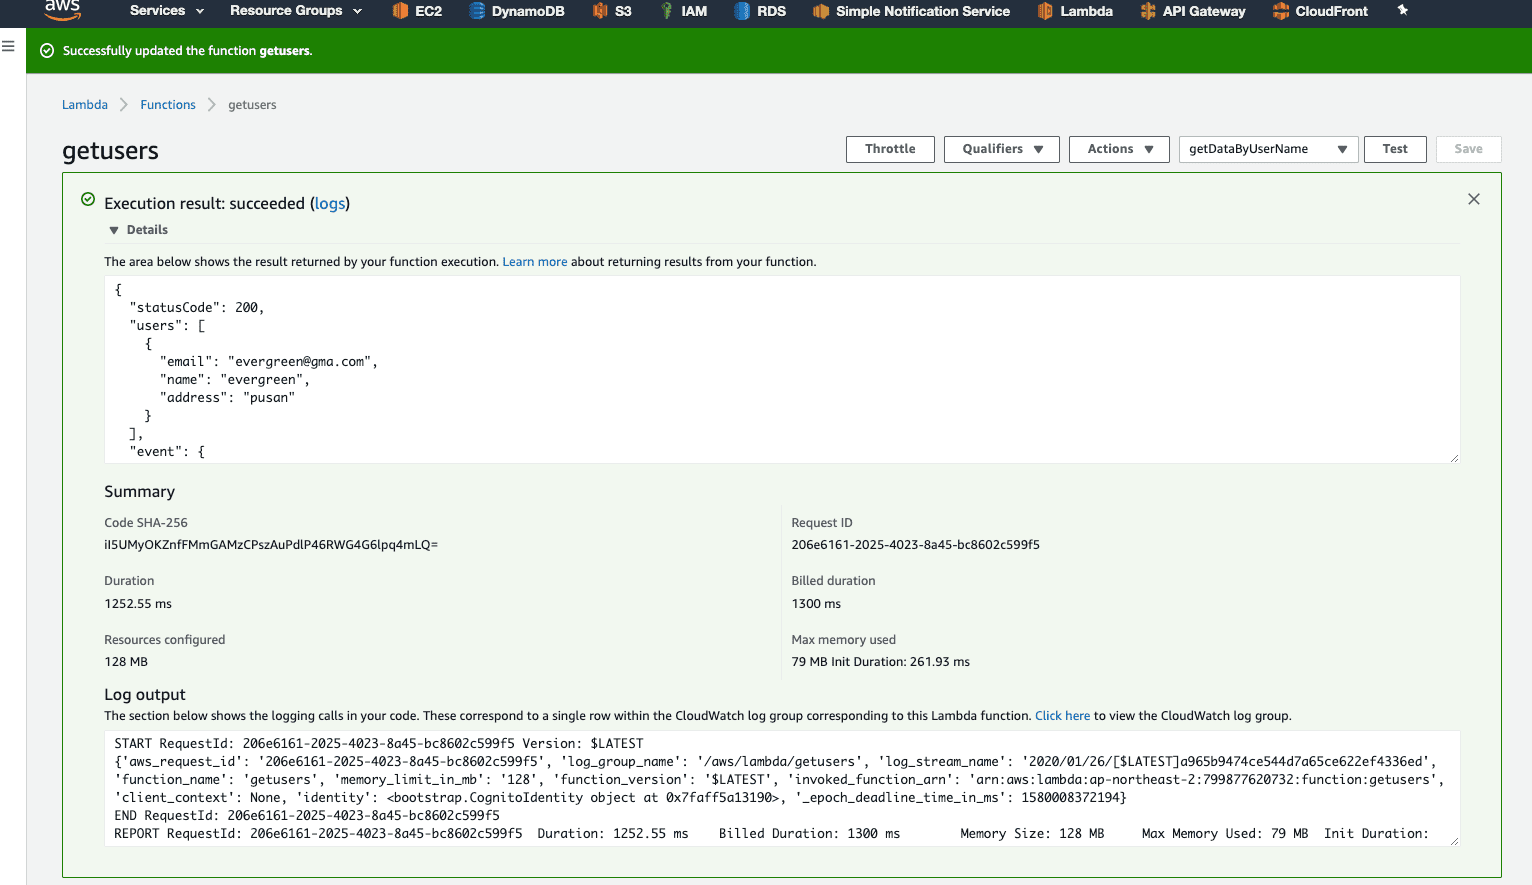 aws Services Resource Groups EC2 DynamoDB S3 IAM RDS Simple Notification Service Lambda API Gateway CloudFront
Successfully updated the function getusers.
Lambda Functions getusers
getusers
Throttle Qualifiers Actions getDataByUserName Test Save
Execution result: succeeded (logs)
Details
The area below shows the result returned by your function execution. Learn more about returning results from your function.
{
"statusCode": 200,
"users": [
{
"email": "evergreen@gma.com",
"name": "evergreen",
"address": "pusan"
}
],
"event": {
Summary
Code SHA-256
iI5UMyOKZnfFMmGAMzCPszAuPdlP46RWG4G6lpq4mLQ=
Request ID
206e6161-2025-4023-8a45-bc8602c599f5
Duration
1252.55 ms
Billed duration
1300 ms
Resources configured
128 MB
Max memory used
79 MB Init Duration: 261.93 ms
Log output
The section below shows the logging calls in your code. These correspond to a single row within the CloudWatch log group corresponding to this Lambda function. Click here to view the CloudWatch log group.
START RequestId: 206e6161-2025-4023-8a45-bc8602c599f5 Version: $LATEST
{'aws_request_id': '206e6161-2025-4023-8a45-bc8602c599f5', 'log_group_name': '/aws/lambda/getusers', 'log_stream_name': '2020/01/26/[$LATEST]a965b9474ce544d7a65ce622ef4336ed',
'function_name': 'getusers', 'memory_limit_in_mb': '128', 'function_version': '$LATEST', 'invoked_function_arn': 'arn:aws:lambda:ap-northeast-2:799877620732:function:getusers',
'client_context': None, 'identity': <bootstrap.CognitoIdentity object at 0x7faff5a13190>, '_epoch_deadline_time_in_ms': 1580008372194}
END RequestId: 206e6161-2025-4023-8a45-bc8602c599f5
REPORT RequestId: 206e6161-2025-4023-8a45-bc8602c599f5 Duration: 1252.55 ms Billed Duration: 1300 ms Memory Size: 128 MB Max Memory Used: 79 MB Init Duration: